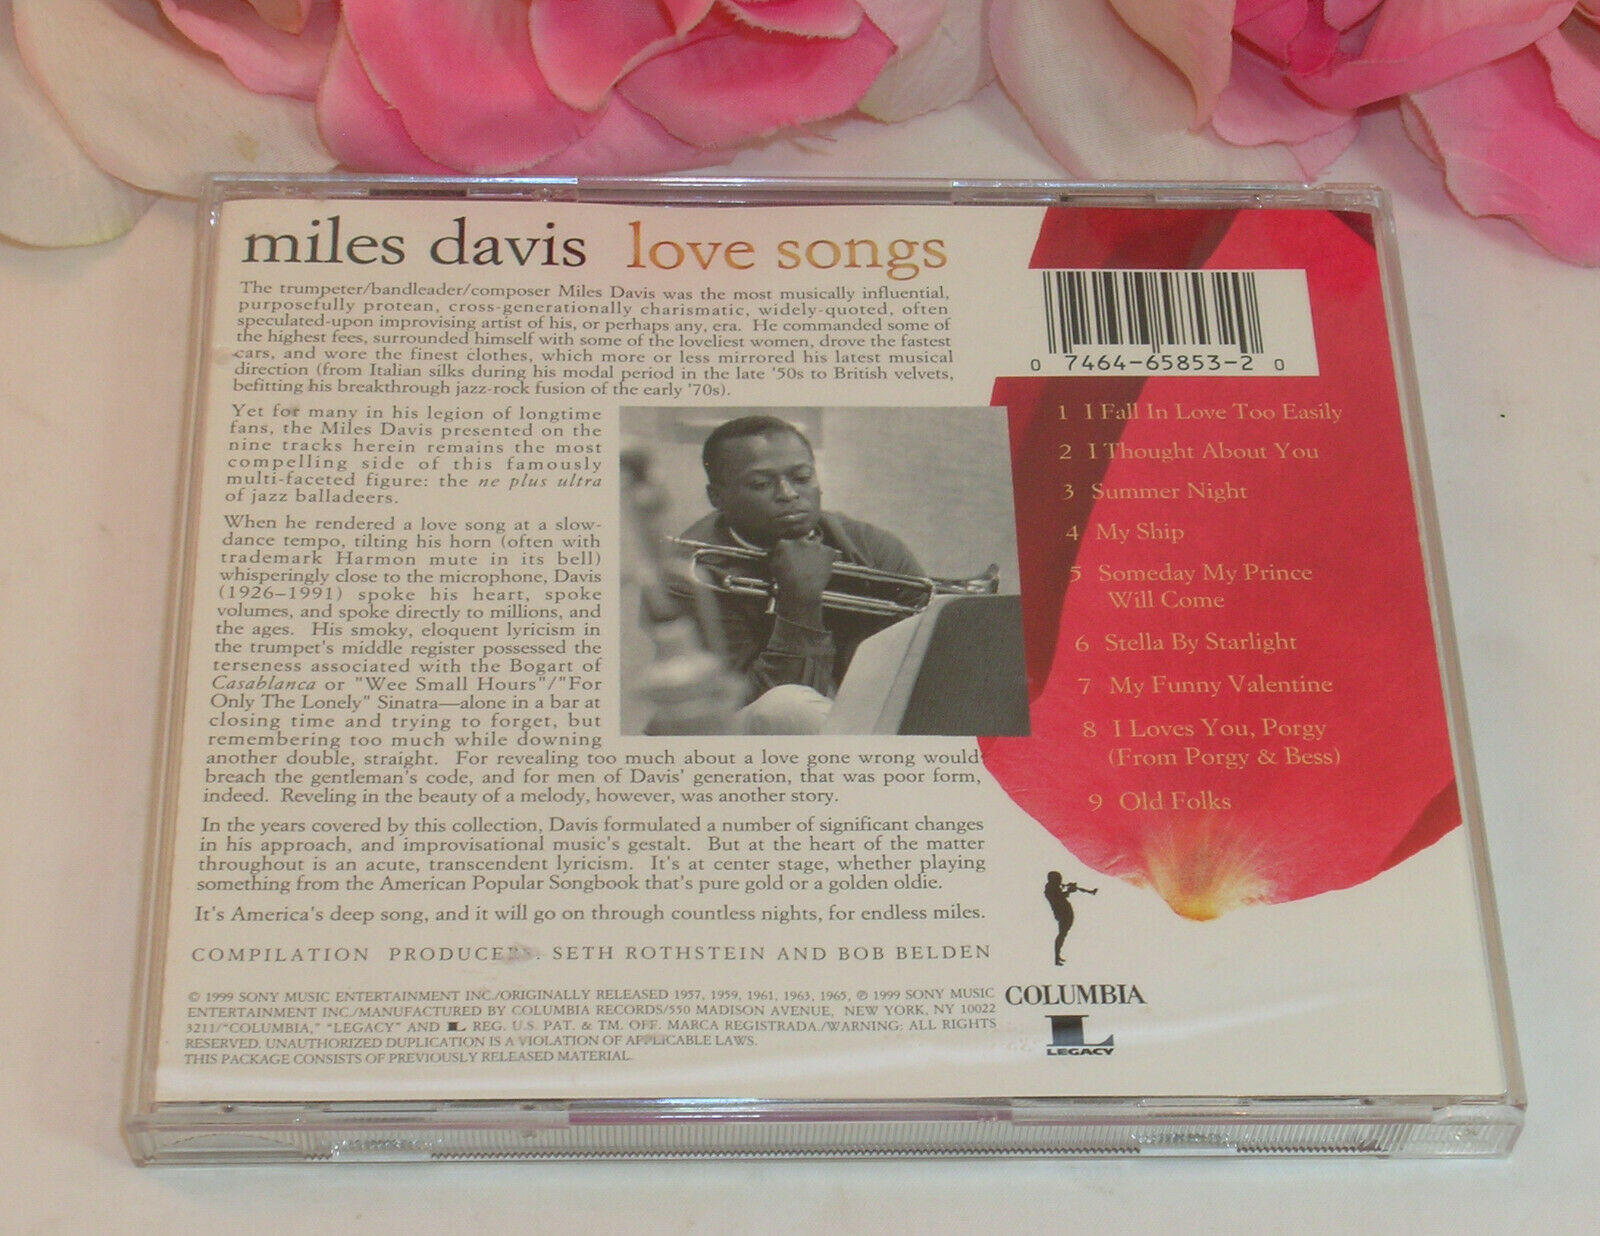 miles davis love songs
The trumpeter/bandleader/composer Miles Davis was the most musically influential,
purposefully protean, cross-generationally charismatic, widely-quoted, often
speculated-upon improvising artist of his, or perhaps any, era. He commanded some of
the highest fees, surrounded himself with some of the loveliest women, drove the fastest
cars, and wore the finest clothes, which more or less mirrored his latest musical
direction (from Italian silks during his modal period in the late '50s to British velvets,
befitting his breakthrough jazz-rock fusion of the early '70s).
Yet for many in his legion of longtime
fans, the Miles Davis presented on the
nine tracks herein remains the most
compelling side of this famously
multi-faceted figure: the ne plus ultra
of jazz balladeers.
When he rendered a love song at a slow-
dance tempo, tilting his horn (often with
trademark Harmon mute in its bell)
whisperingly close to the microphone, Davis
(1926–1991) spoke his heart, spoke
volumes, and spoke directly to millions, and
the ages. His smoky, eloquent lyricism in
the trumpet's middle register possessed the
terseness associated with the Bogart of
Casablanca or "Wee Small Hours"/"For
Only The Lonely" Sinatra—alone in a bar at
closing time and trying to forget, but
remembering too much while downing
another double, straight. For revealing too much about a love gone wrong would
breach the gentleman's code, and for men of Davis' generation, that was poor form,
indeed. Reveling in the beauty of a melody, however, was another story.
In the years covered by this collection, Davis formulated a number of significant changes
in his approach, and improvisational music's gestalt. But at the heart of the matter
throughout is an acute, transcendent lyricism. It's at center stage, whether playing
something from the American Popular Songbook that's pure gold or a golden oldie.
It's America's deep song, and it will go on through countless nights, for endless miles.
COMPILATION PRODUCERS: SETH ROTHSTEIN AND BOB BELDEN
© 1999 SONY MUSIC ENTERTAINMENT INC./ORIGINALLY RELEASED 1957, 1959, 1961, 1963, 1965, ℗ 1999 SONY MUSIC
ENTERTAINMENT INC./MANUFACTURED BY COLUMBIA RECORDS/550 MADISON AVENUE, NEW YORK, NY 10022
3211/"COLUMBIA," "LEGACY" AND L REG. U.S. PAT. & TM. OFF. MARCA REGISTRADA./WARNING: ALL RIGHTS
RESERVED. UNAUTHORIZED DUPLICATION IS A VIOLATION OF APPLICABLE LAWS.
THIS PACKAGE CONSISTS OF PREVIOUSLY RELEASED MATERIAL.
0 7464-65853-2 0
1 I Fall In Love Too Easily
2 I Thought About You
3 Summer Night
4 My Ship
5 Someday My Prince
Will Come
6 Stella By Starlight
7 My Funny Valentine
8 I Loves You, Porgy
(From Porgy & Bess)
9 Old Folks
COLUMBIA
L
LEGACY